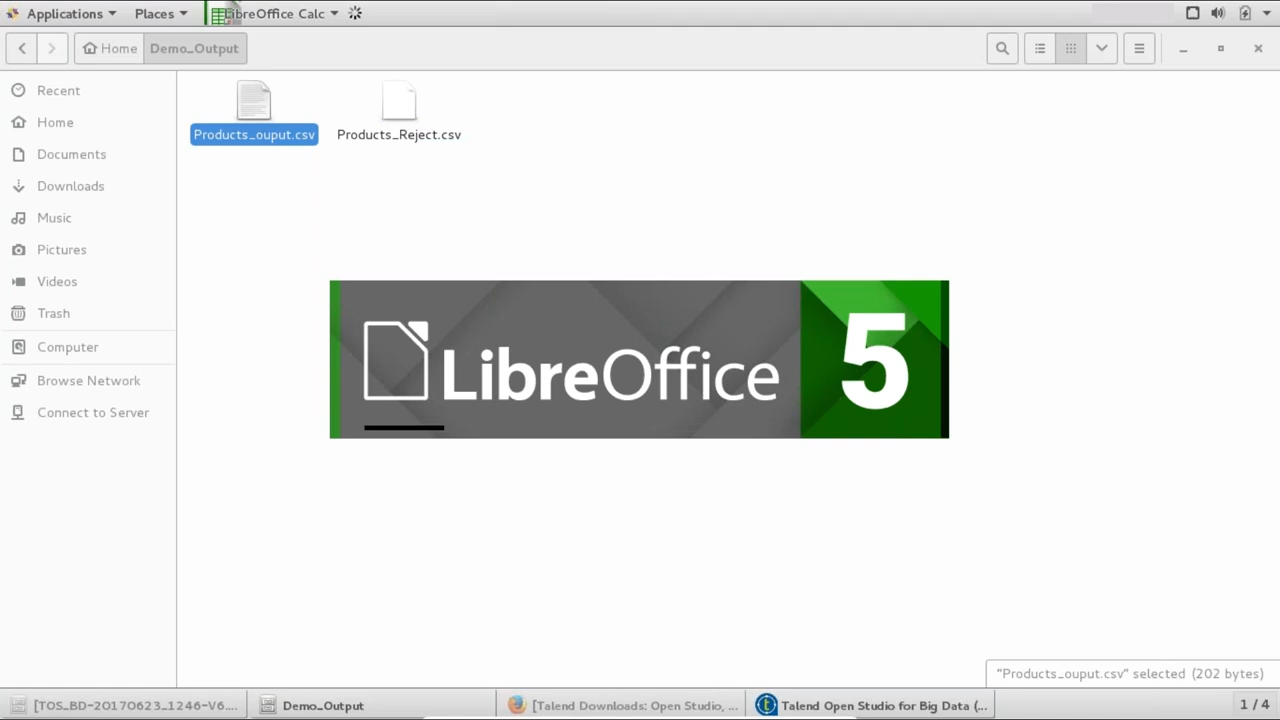 Applications Places LibreOffice Calc
Home Demo_Output
Recent
Home
Documents
Downloads
Music
Pictures
Videos
Trash
Computer
Browse Network
Connect to Server
Products_ouput.csv Products_Reject.csv
LibreOffice 5
"Products_ouput.csv" selected (202 bytes)
[TOS_BD-20170623_1246-V6.... Demo_Output [Talend Downloads: Open Studio, ... Talend Open Studio for Big Data (... 1 / 4